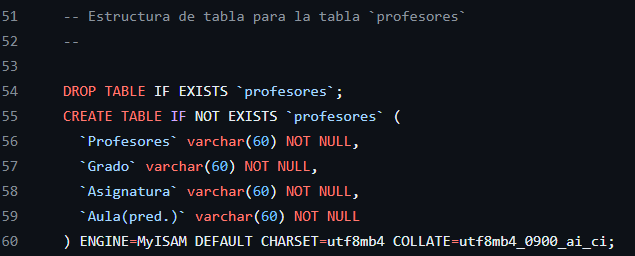 51 -- Estructura de tabla para la tabla `profesores`
52 --
53
54 DROP TABLE IF EXISTS `profesores`;
55 CREATE TABLE IF NOT EXISTS `profesores` (
56 `Profesores` varchar(60) NOT NULL,
57 `Grado` varchar(60) NOT NULL,
58 `Asignatura` varchar(60) NOT NULL,
59 `Aula(pred.)` varchar(60) NOT NULL
60 ) ENGINE=MyISAM DEFAULT CHARSET=utf8mb4 COLLATE=utf8mb4_0900_ai_ci;